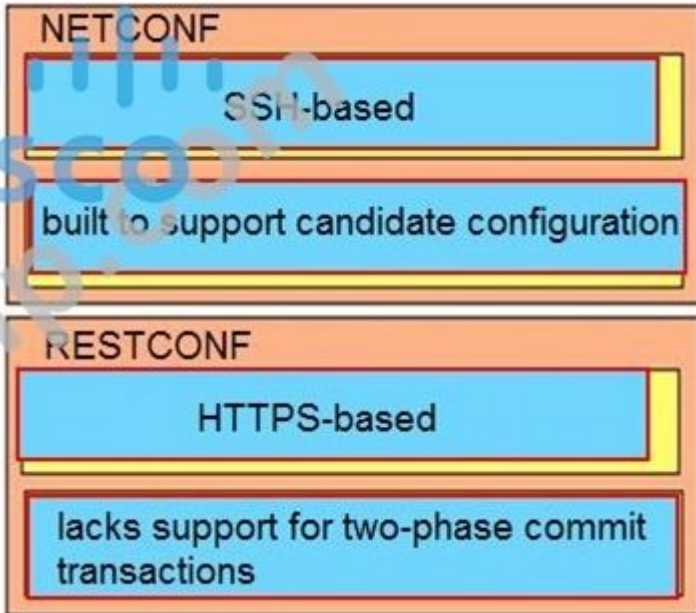 NETCONF
SSH-based
built to support candidate configuration
RESTCONF
HTTPS-based
lacks support for two-phase commit
transactions